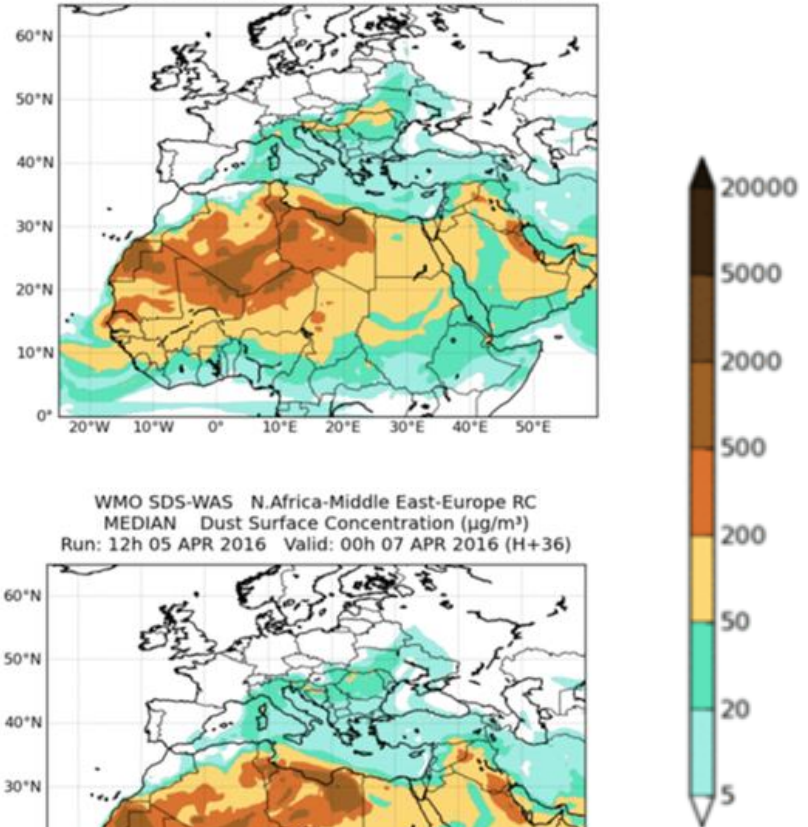 60°N
50°N
40°N
30°N
20°N
10°N
0°
20°W 10°W 0° 10°E 20°E 30°E 40°E 50°E
WMO SDS-WAS N.Africa-Middle East-Europe RC
MEDIAN Dust Surface Concentration (µg/m³)
Run: 12h 05 APR 2016 Valid: 00h 07 APR 2016 (H+36)
60°N
50°N
40°N
30°N
20000
5000
2000
500
200
50
20
5